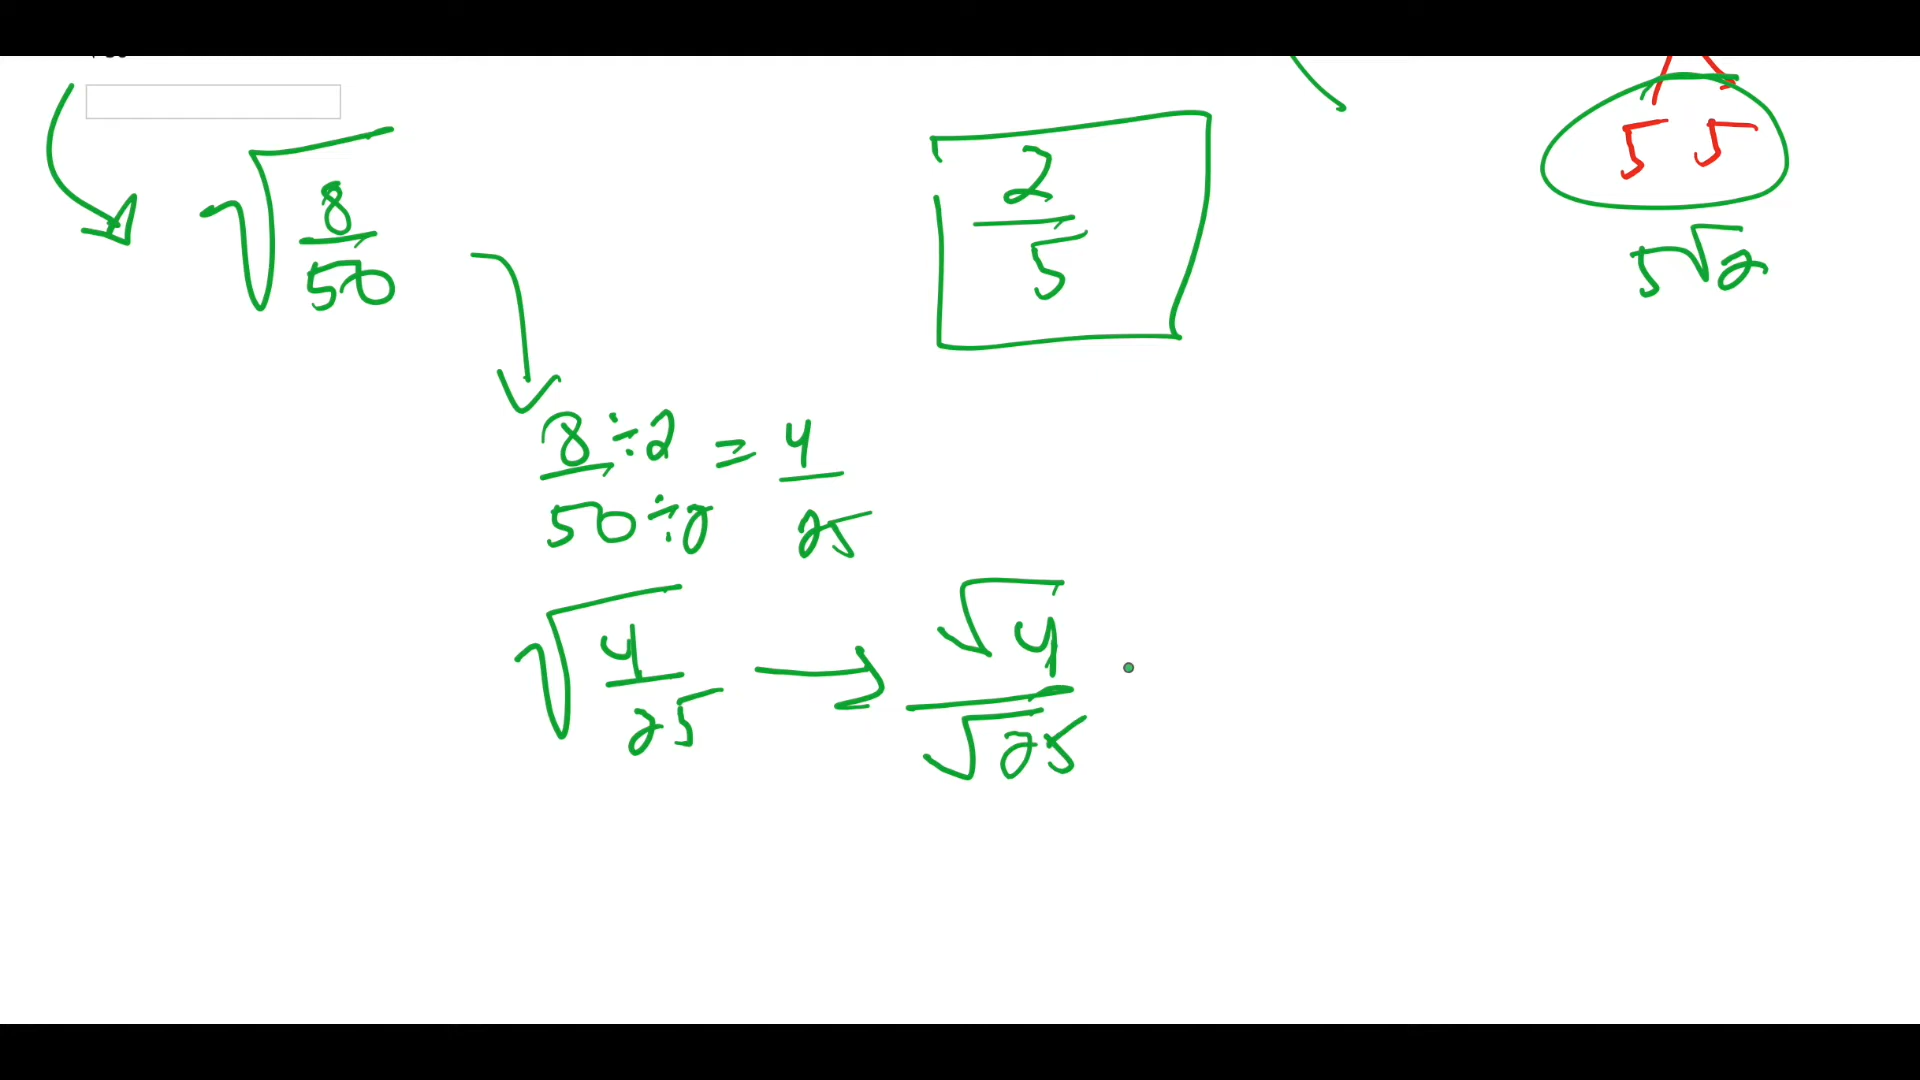 √(8/50)
2/5
5 5
5√2
8÷2 / 50÷2 = 4/25
√(4/25) → √4/√25